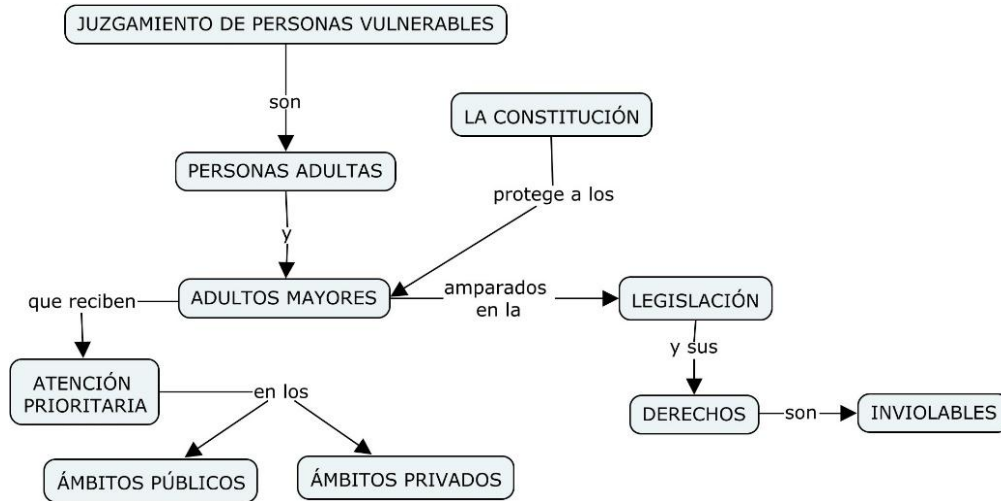 JUZGAMIENTO DE PERSONAS VULNERABLES
son
LA CONSTITUCIÓN
PERSONAS ADULTAS
protege a los
y
ADULTOS MAYORES
amparados
en la
LEGISLACIÓN
que reciben
y sus
ATENCIÓN
PRIORITARIA
en los
DERECHOS
son
INVIOLABLES
ÁMBITOS PÚBLICOS
ÁMBITOS PRIVADOS